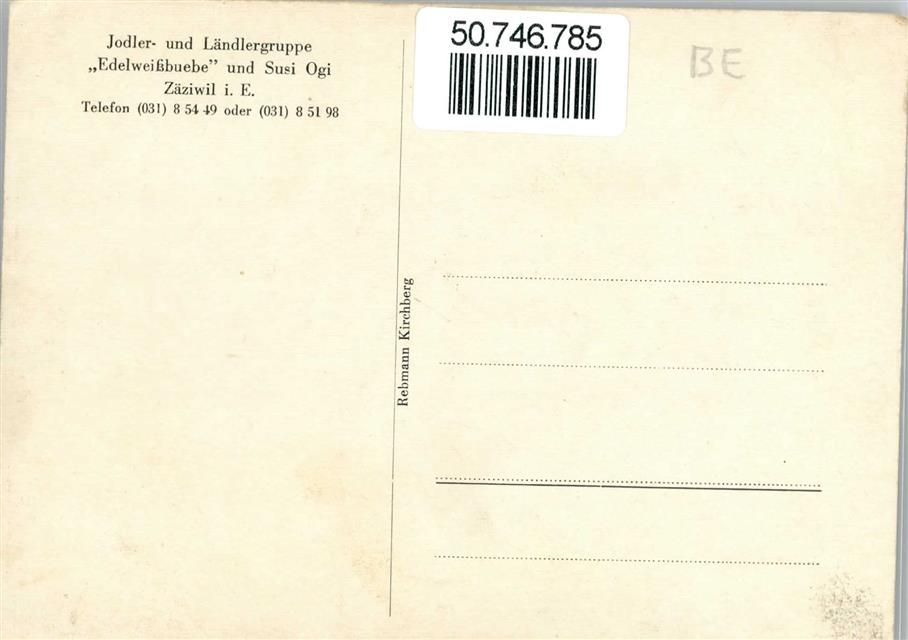 Jodler- und Ländlergruppe
„Edelweißbuebe” und Susi Ogi
Zäziwil i. E.
Telefon (031) 8 54 49 oder (031) 8 51 98
50.746.785
BE
Rebmann Kirchberg